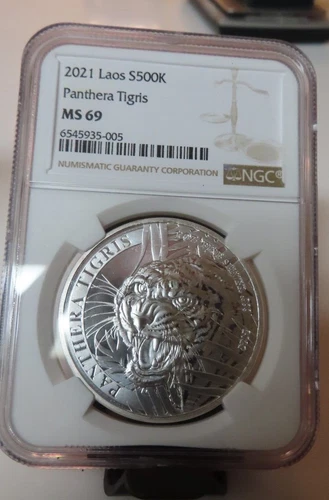 2021 Laos S500K
Panthera Tigris
MS 69
6545935-005
NUMISMATIC GUARANTY CORPORATION
NGC®
PANTHERA TIGRIS